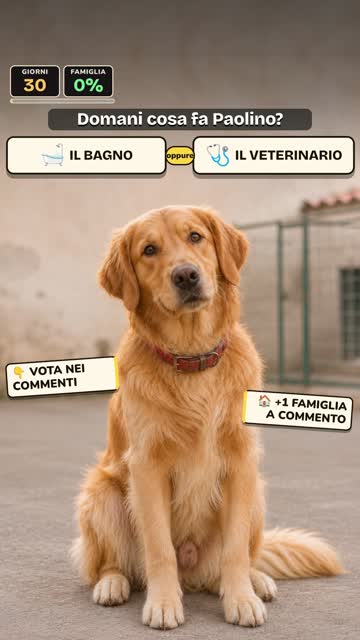 GIORNI
30
FAMIGLIA
0%
Domani cosa fa Paolino?
IL BAGNO
oppure
IL VETERINARIO
VOTA NEI
COMMENTI
+1 FAMIGLIA
A COMMENTO